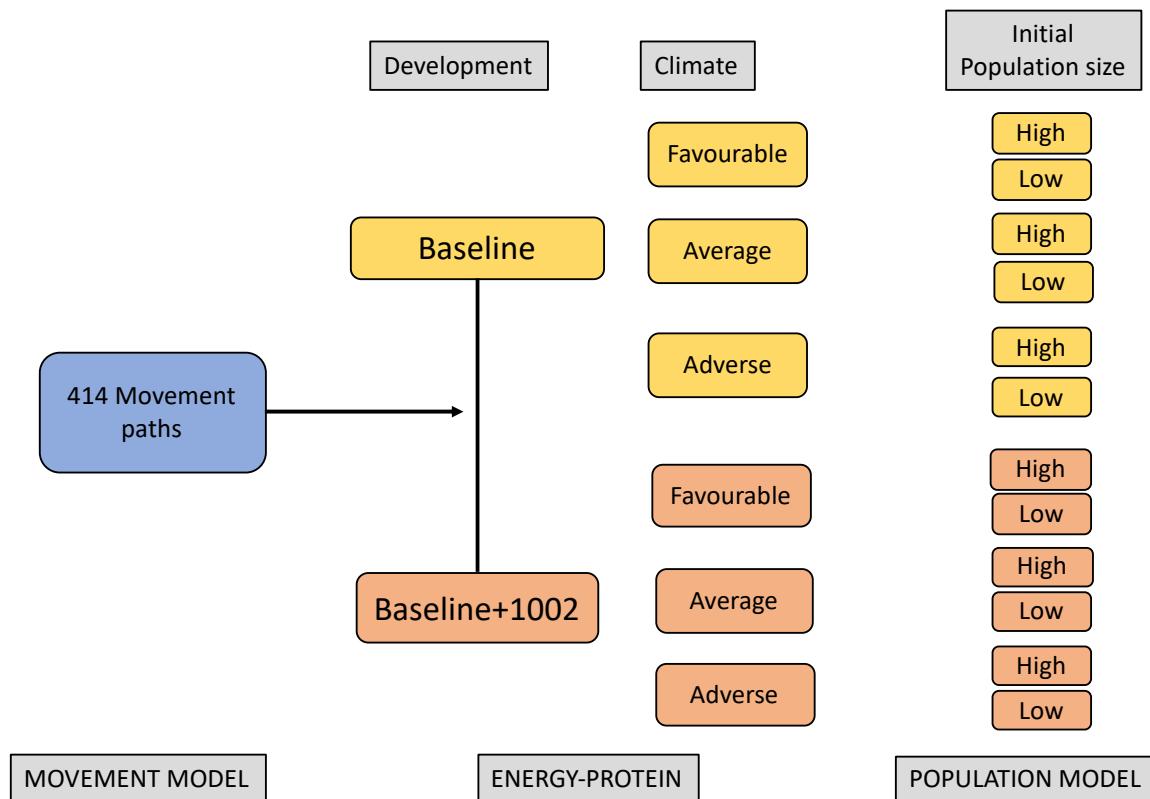 Development
Climate
Initial
Population size
Favourable
High
Low
Baseline
Average
High
Low
Adverse
High
Low
414 Movement
paths
Favourable
High
Low
Baseline+1002
Average
High
Low
Adverse
High
Low
MOVEMENT MODEL
ENERGY-PROTEIN
POPULATION MODEL